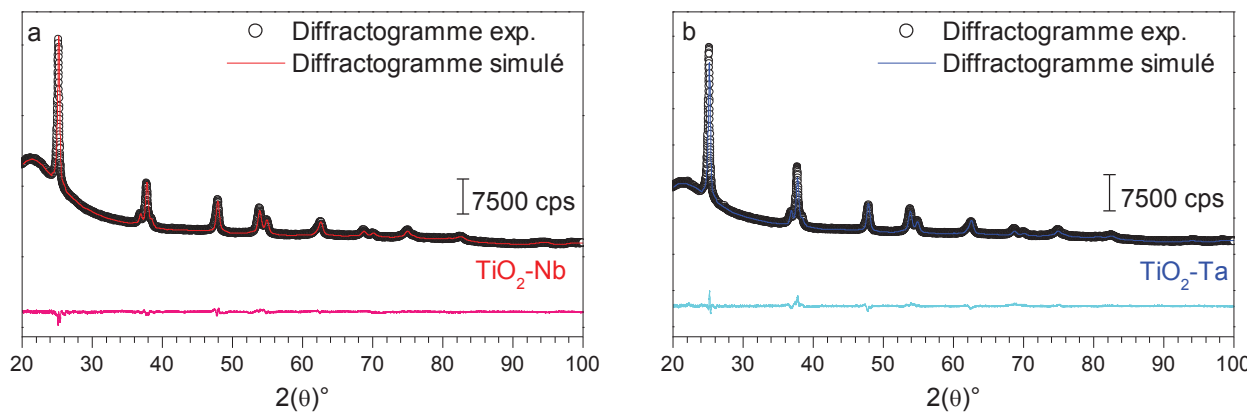 a
Diffractogramme exp.
Diffractogramme simulé
7500 cps
TiO2-Nb
20 30 40 50 60 70 80 90 100
2(θ)°
b
Diffractogramme exp.
Diffractogramme simulé
7500 cps
TiO2-Ta
20 30 40 50 60 70 80 90 100
2(θ)°